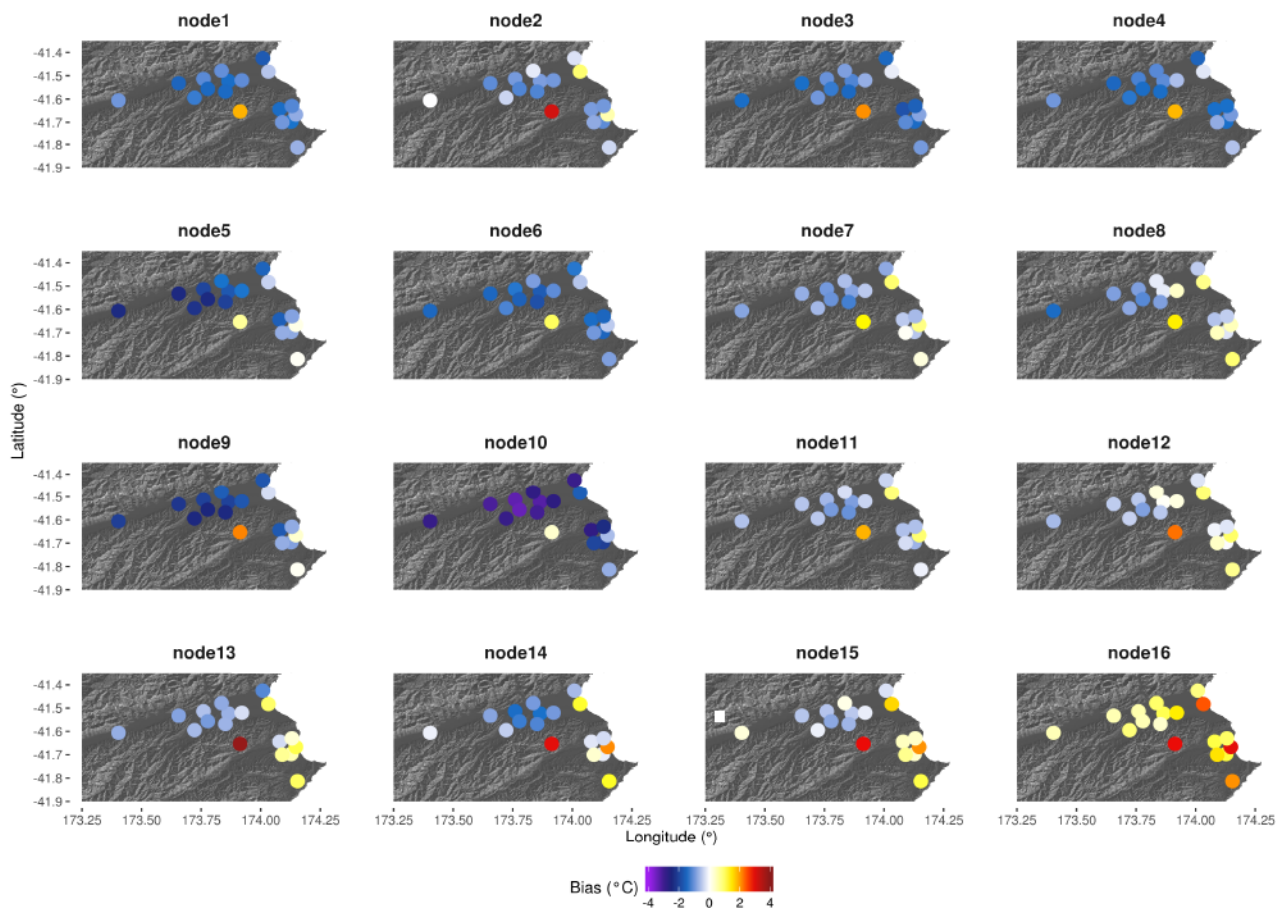 node1 node2 node3 node4
-41.4
-41.5
-41.6
-41.7
-41.8
-41.9
node5 node6 node7 node8
-41.4
-41.5
-41.6
-41.7
-41.8
-41.9
Latitude (°)
node9 node10 node11 node12
-41.4
-41.5
-41.6
-41.7
-41.8
-41.9
node13 node14 node15 node16
-41.4
-41.5
-41.6
-41.7
-41.8
-41.9
173.25 173.50 173.75 174.00 174.25 173.25 173.50 173.75 174.00 174.25 173.25 173.50 173.75 174.00 174.25 173.25 173.50 173.75 174.00 174.25
Longitude (°)
Bias (°C)
-4 -2 0 2 4